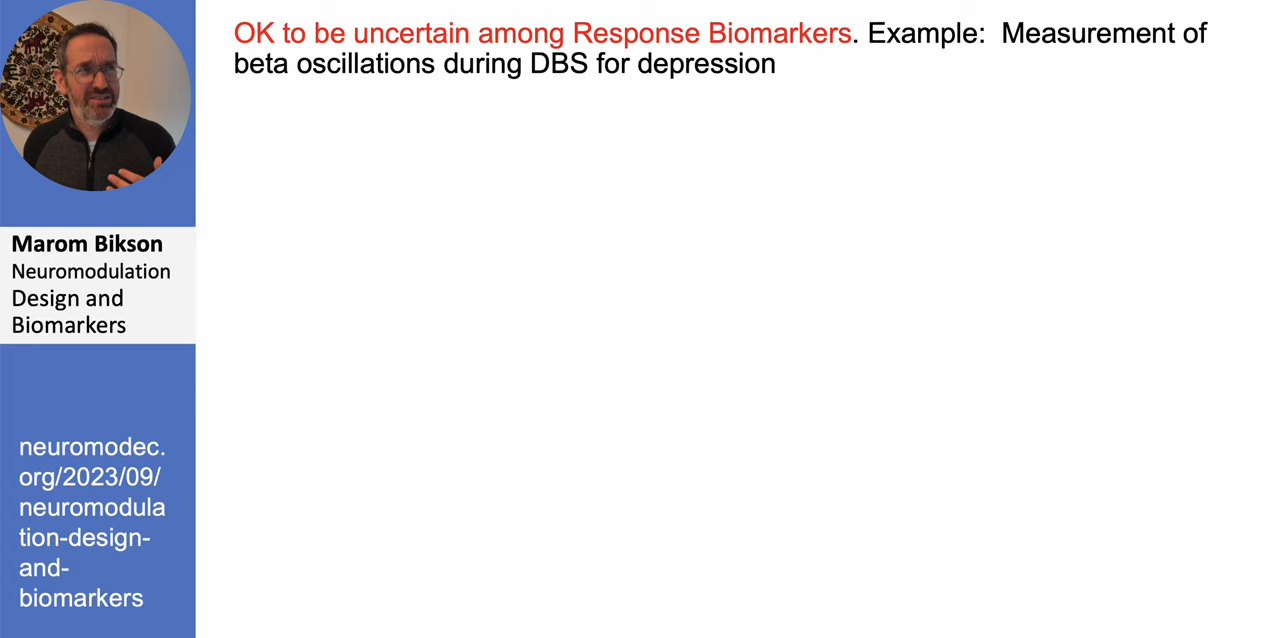 OK to be uncertain among Response Biomarkers. Example:  Measurement of
beta oscillations during DBS for depression
Marom Bikson
Neuromodulation
Design and
Biomarkers
neuromodec.
org/2023/09/
neuromodula
tion-design-
and-
biomarkers